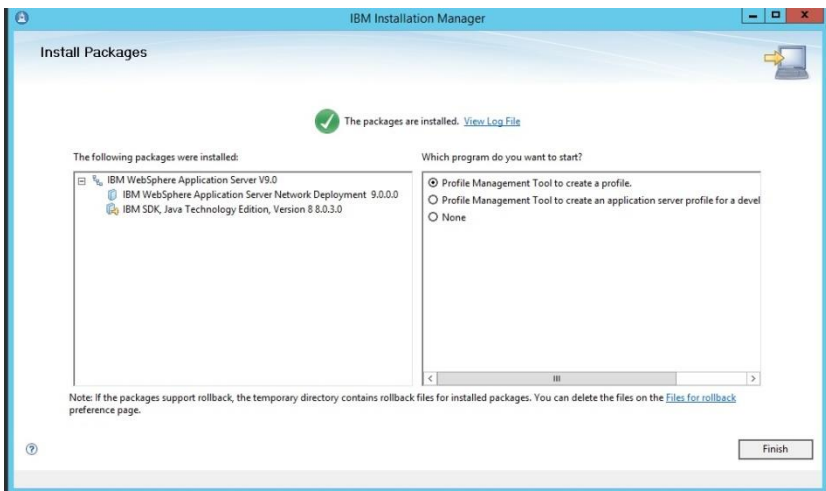 IBM Installation Manager
Install Packages
The packages are installed. View Log File
The following packages were installed:
IBM WebSphere Application Server V9.0
IBM WebSphere Application Server Network Deployment 9.0.0.0
IBM SDK, Java Technology Edition, Version 8 8.0.3.0
Which program do you want to start?
Profile Management Tool to create a profile.
Profile Management Tool to create an application server profile for a devel
None
Note: If the packages support rollback, the temporary directory contains rollback files for installed packages. You can delete the files on the Files for rollback
preference page.
Finish